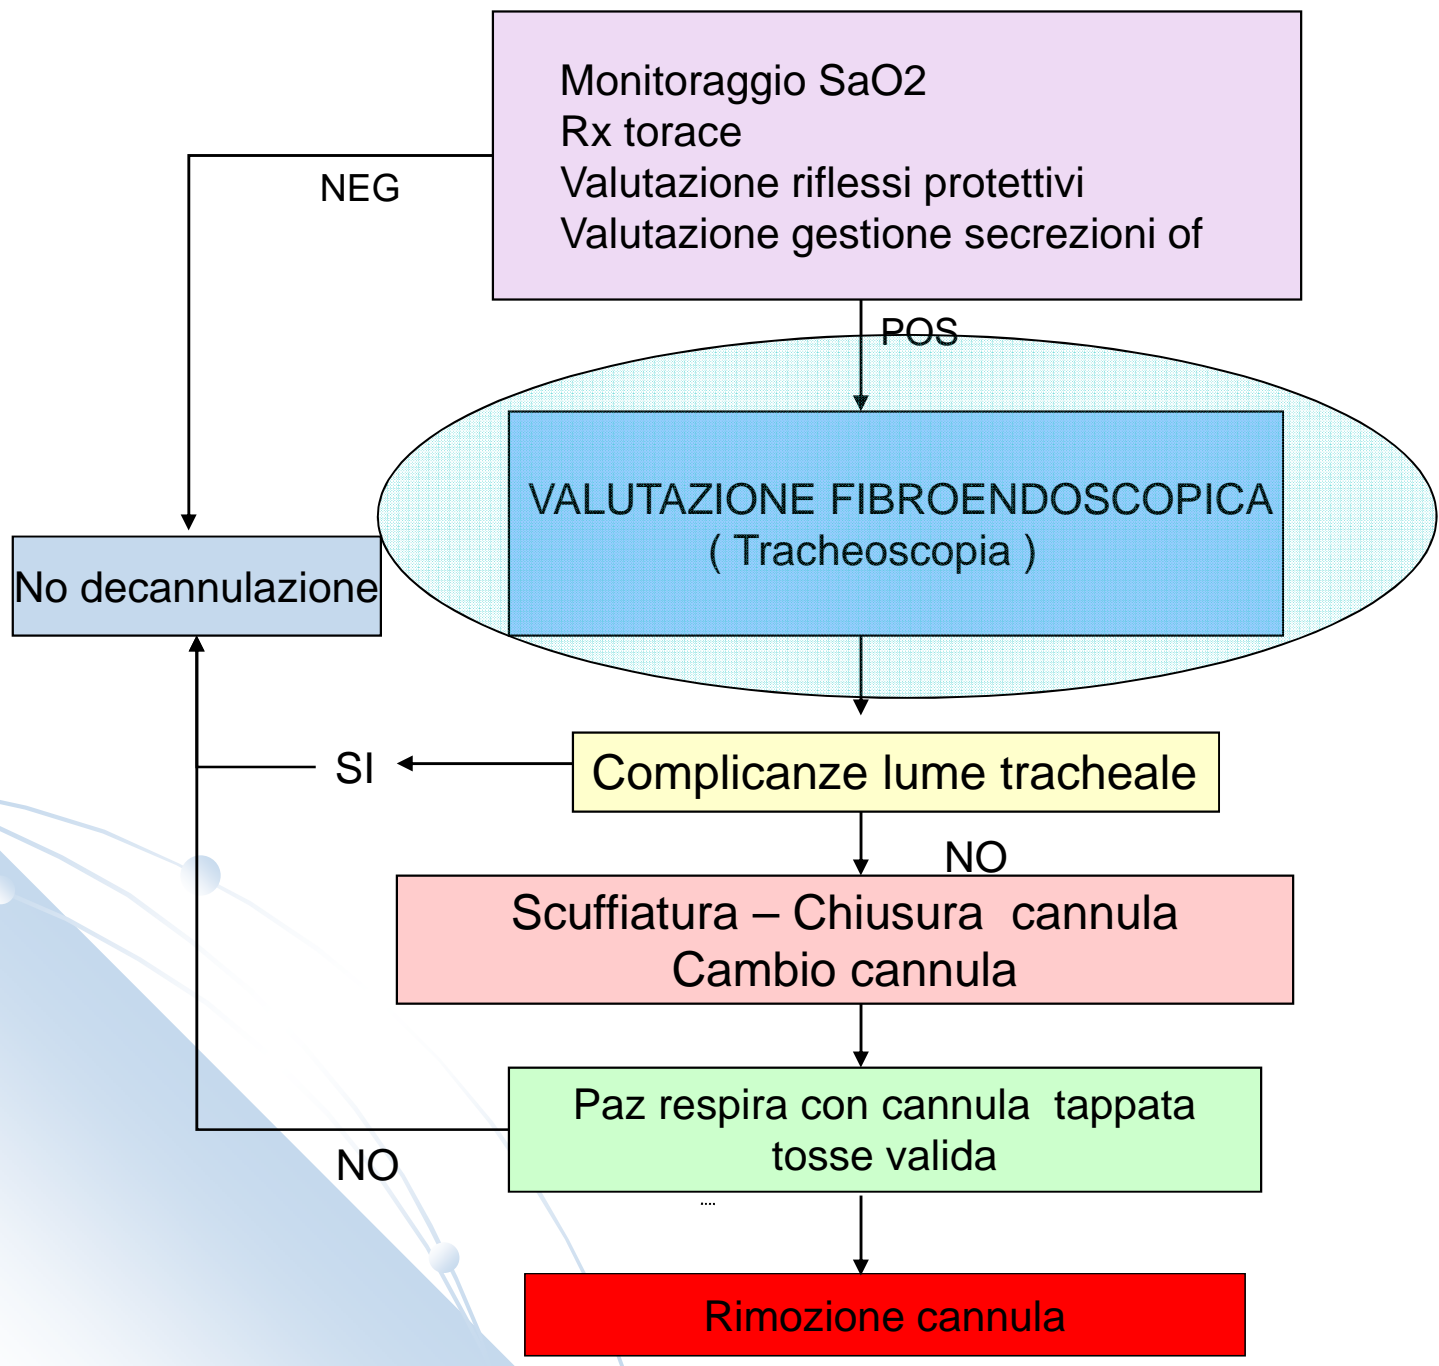 Monitoraggio SaO2
Rx torace
Valutazione riflessi protettivi
Valutazione gestione secrezioni of
NEG
POS
VALUTAZIONE FIBROENDOSCOPICA
( Tracheoscopia )
No decannulazione
SI
Complicanze lume tracheale
NO
Scuffiatura – Chiusura cannula
Cambio cannula
Paz respira con cannula tappata
tosse valida
NO
....
Rimozione cannula